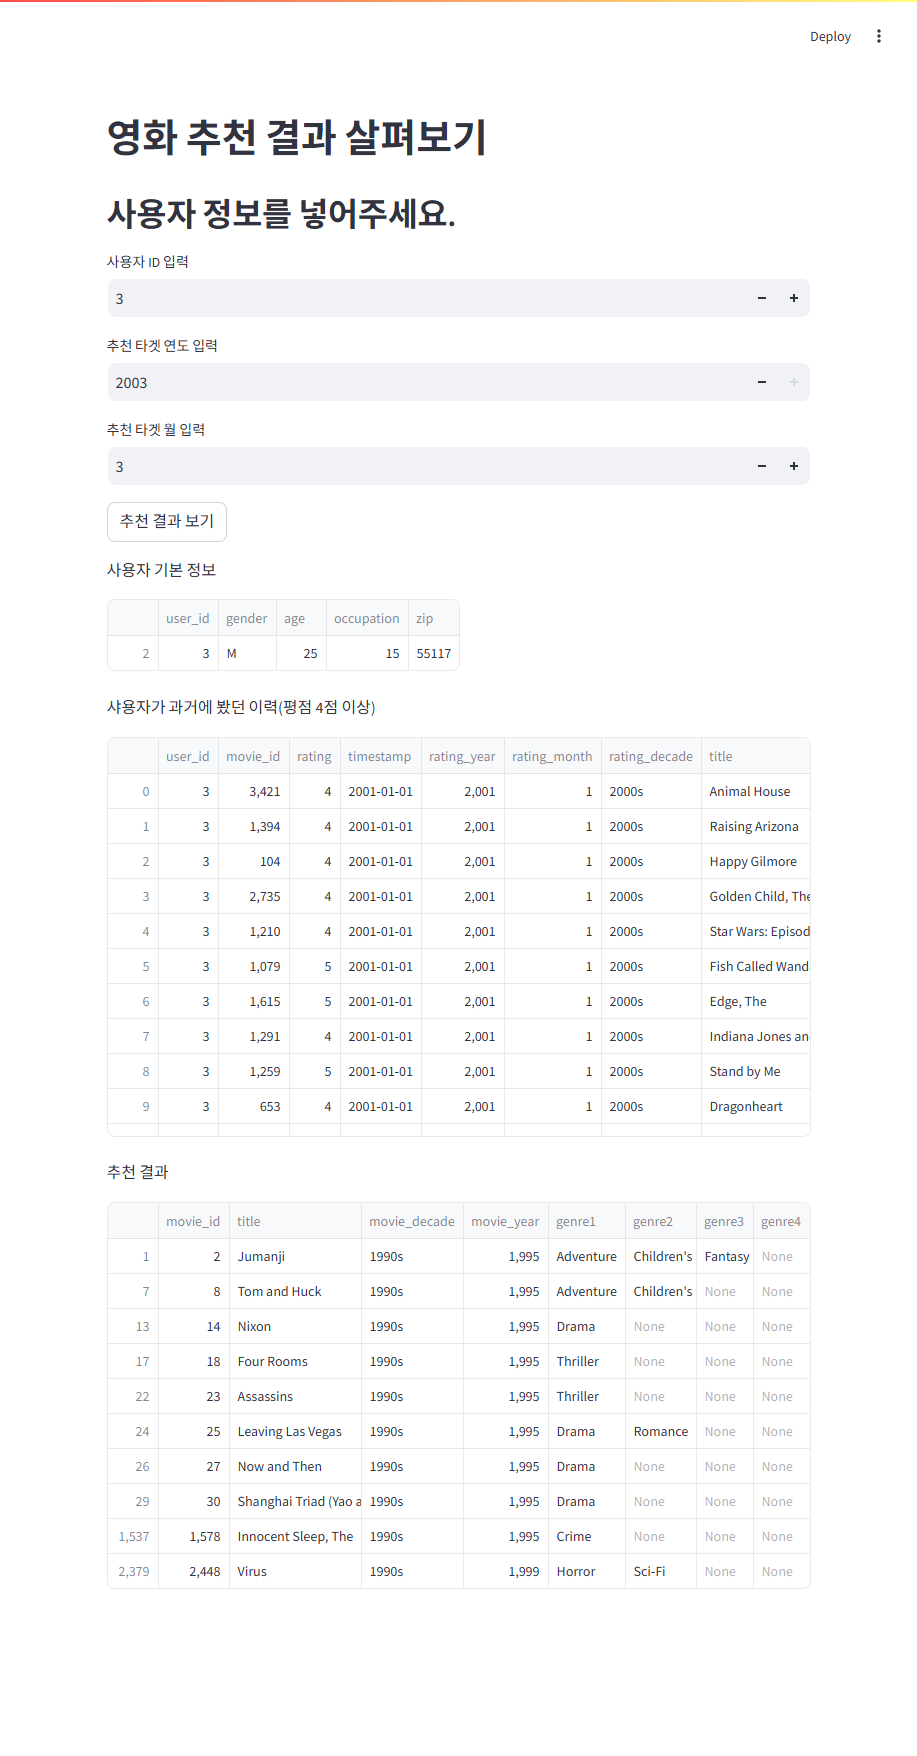 Deploy
영화 추천 결과 살펴보기
사용자 정보를 넣어주세요.
사용자 ID 입력
3
추천 타겟 연도 입력
2003
추천 타겟 월 입력
3
추천 결과 보기
사용자 기본 정보
user_id gender age occupation zip
2 3 M 25 15 55117
샤용자가 과거에 봤던 이력(평점 4점 이상)
user_id movie_id rating timestamp rating_year rating_month rating_decade title
0 3 3,421 4 2001-01-01 2,001 1 2000s Animal House
1 3 1,394 4 2001-01-01 2,001 1 2000s Raising Arizona
2 3 104 4 2001-01-01 2,001 1 2000s Happy Gilmore
3 3 2,735 4 2001-01-01 2,001 1 2000s Golden Child, The
4 3 1,210 4 2001-01-01 2,001 1 2000s Star Wars: Episod
5 3 1,079 5 2001-01-01 2,001 1 2000s Fish Called Wand
6 3 1,615 5 2001-01-01 2,001 1 2000s Edge, The
7 3 1,291 4 2001-01-01 2,001 1 2000s Indiana Jones an
8 3 1,259 5 2001-01-01 2,001 1 2000s Stand by Me
9 3 653 4 2001-01-01 2,001 1 2000s Dragonheart
추천 결과
movie_id title movie_decade movie_year genre1 genre2 genre3 genre4
1 2 Jumanji 1990s 1,995 Adventure Children's Fantasy None
7 8 Tom and Huck 1990s 1,995 Adventure Children's None None
13 14 Nixon 1990s 1,995 Drama None None None
17 18 Four Rooms 1990s 1,995 Thriller None None None
22 23 Assassins 1990s 1,995 Thriller None None None
24 25 Leaving Las Vegas 1990s 1,995 Drama Romance None None
26 27 Now and Then 1990s 1,995 Drama None None None
29 30 Shanghai Triad (Yao a 1990s 1,995 Drama None None None
1,537 1,578 Innocent Sleep, The 1990s 1,995 Crime None None None
2,379 2,448 Virus 1990s 1,999 Horror Sci-Fi None None